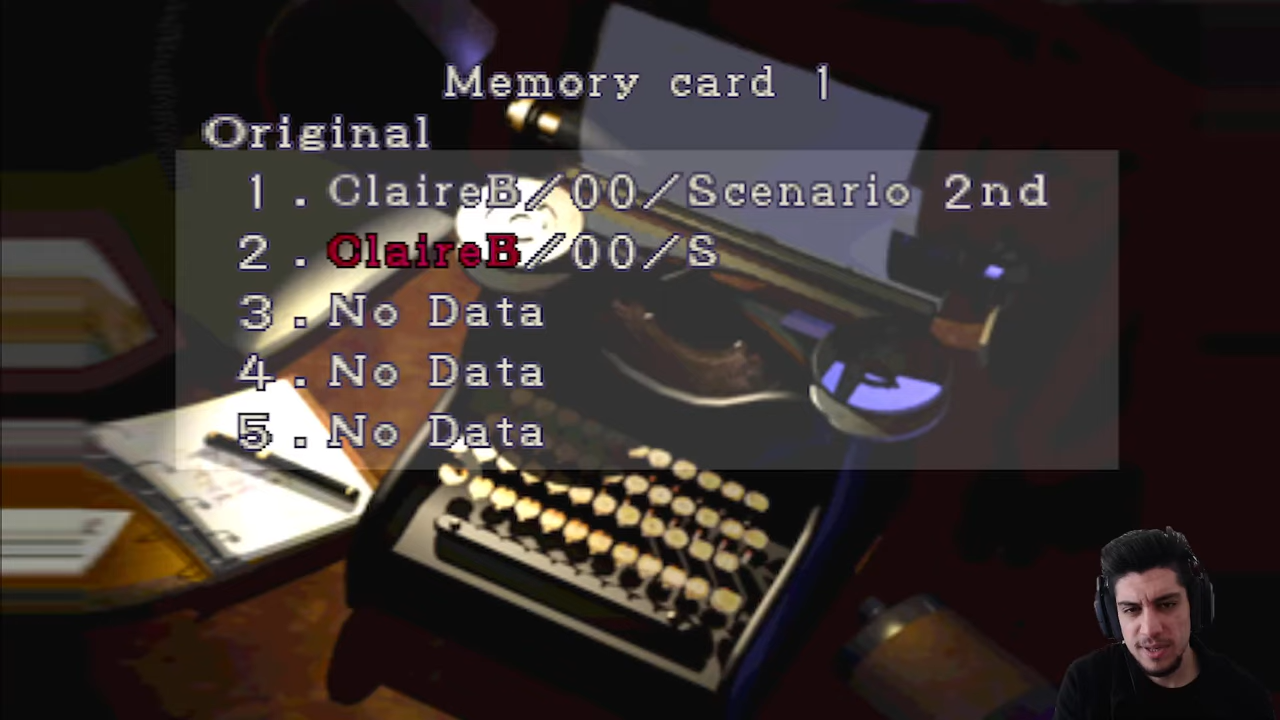 Memory card 1
Original
1. ClaireB/00/Scenario 2nd
2. ClaireB/00/S
3. No Data
4. No Data
5. No Data